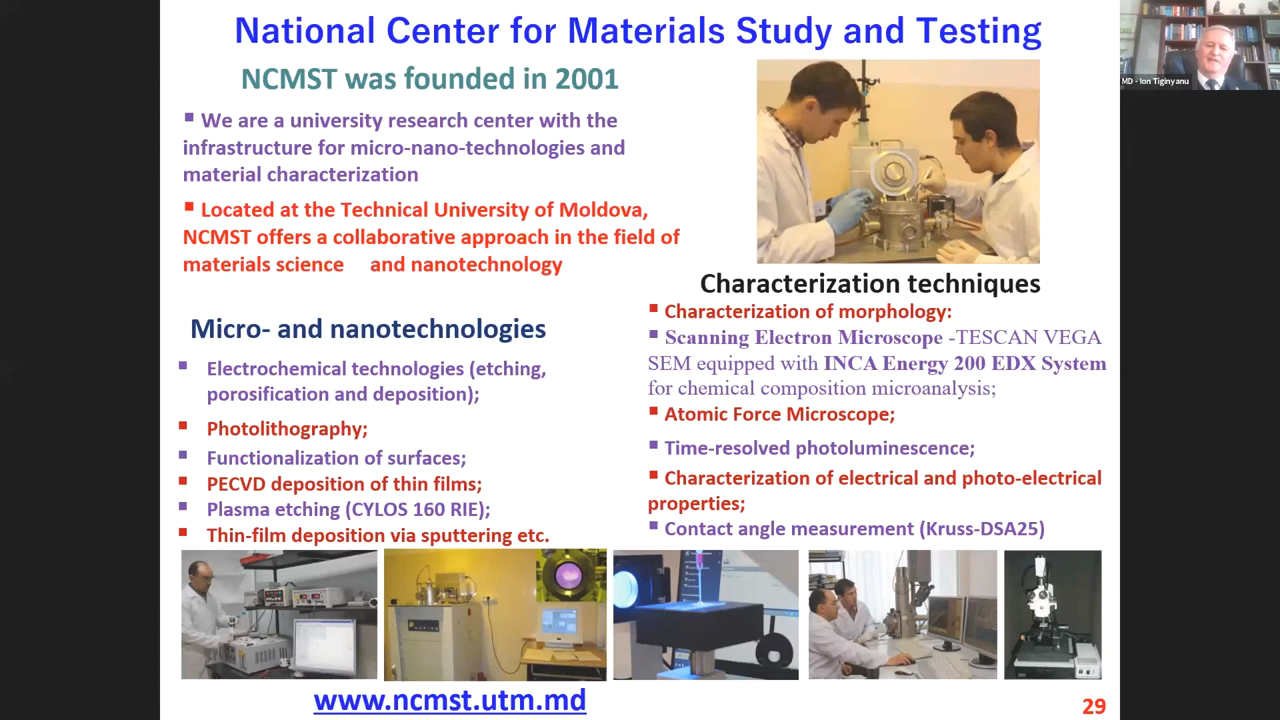 National Center for Materials Study and Testing
NCMST was founded in 2001
▪ We are a university research center with the
infrastructure for micro-nano-technologies and
material characterization
▪ Located at the Technical University of Moldova,
NCMST offers a collaborative approach in the field of
materials science and nanotechnology
Micro- and nanotechnologies
▪ Electrochemical technologies (etching,
porosification and deposition);
▪ Photolithography;
▪ Functionalization of surfaces;
▪ PECVD deposition of thin films;
▪ Plasma etching (CYLOS 160 RIE);
▪ Thin-film deposition via sputtering etc.
Characterization techniques
▪ Characterization of morphology:
▪ Scanning Electron Microscope -TESCAN VEGA
SEM equipped with INCA Energy 200 EDX System
for chemical composition microanalysis;
▪ Atomic Force Microscope;
▪ Time-resolved photoluminescence;
▪ Characterization of electrical and photo-electrical
properties;
▪ Contact angle measurement (Kruss-DSA25)
www.ncmst.utm.md
29
MD - Ion Tiginyanu